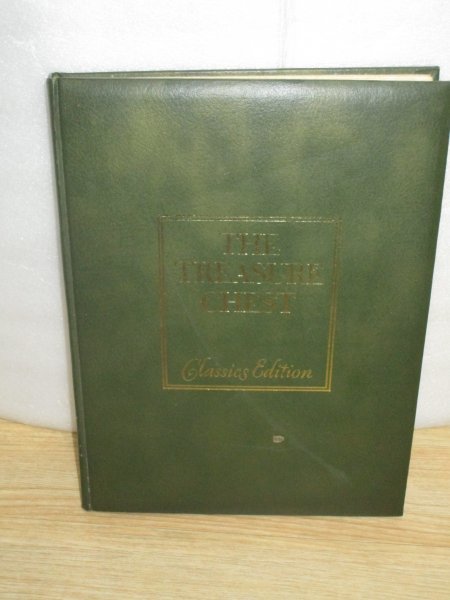 THE
TREASURE
CHEST
Classics Edition